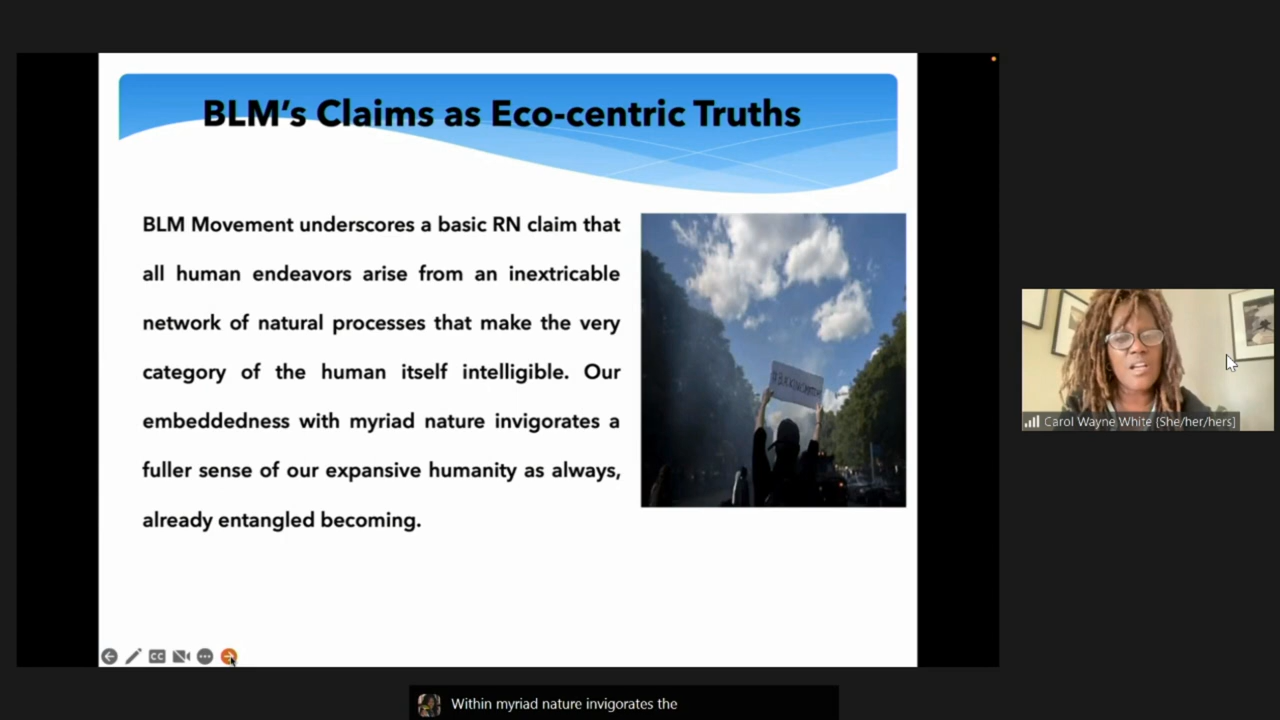 BLM's Claims as Eco-centric Truths
BLM Movement underscores a basic RN claim that
all human endeavors arise from an inextricable
network of natural processes that make the very
category of the human itself intelligible. Our
embeddedness with myriad nature invigorates a
fuller sense of our expansive humanity as always,
already entangled becoming.
CC
Carol Wayne White (She/her/hers)
Within myriad nature invigorates the